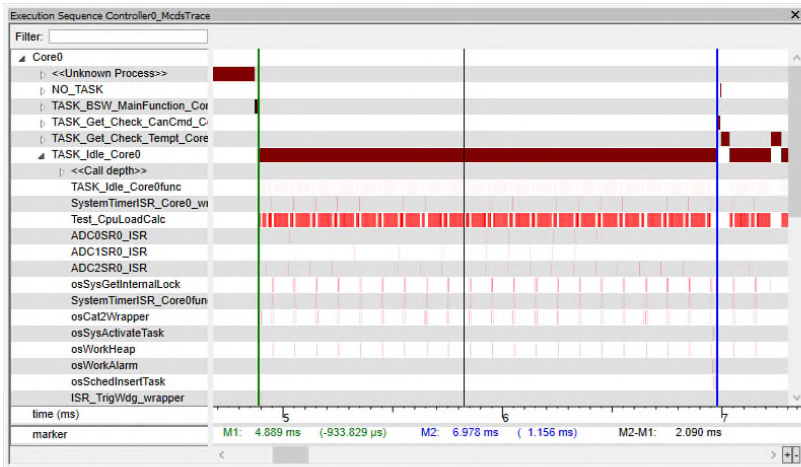 Execution Sequence Controller0_McdsTrace
Filter:
Core0
<<Unknown Process>>
NO_TASK
TASK_BSW_MainFunction_Cor
TASK_Get_Check_CanCmd_C
TASK_Get_Check_Tempt_Core
TASK_Idle_Core0
<<Call depth>>
TASK_Idle_Core0func
SystemTimerISR_Core0_wr
Test_CpuLoadCalc
ADC0SR0_ISR
ADC1SR0_ISR
ADC2SR0_ISR
osSysGetInternalLock
SystemTimerISR_Core0fun
osCat2Wrapper
osSysActivateTask
osWorkHeap
osWorkAlarm
osSchedInsertTask
ISR_TrigWdg_wrapper
time (ms) 5 6 7
marker M1: 4.889 ms (-933.829 µs) M2: 6.978 ms ( 1.156 ms) M2-M1: 2.090 ms